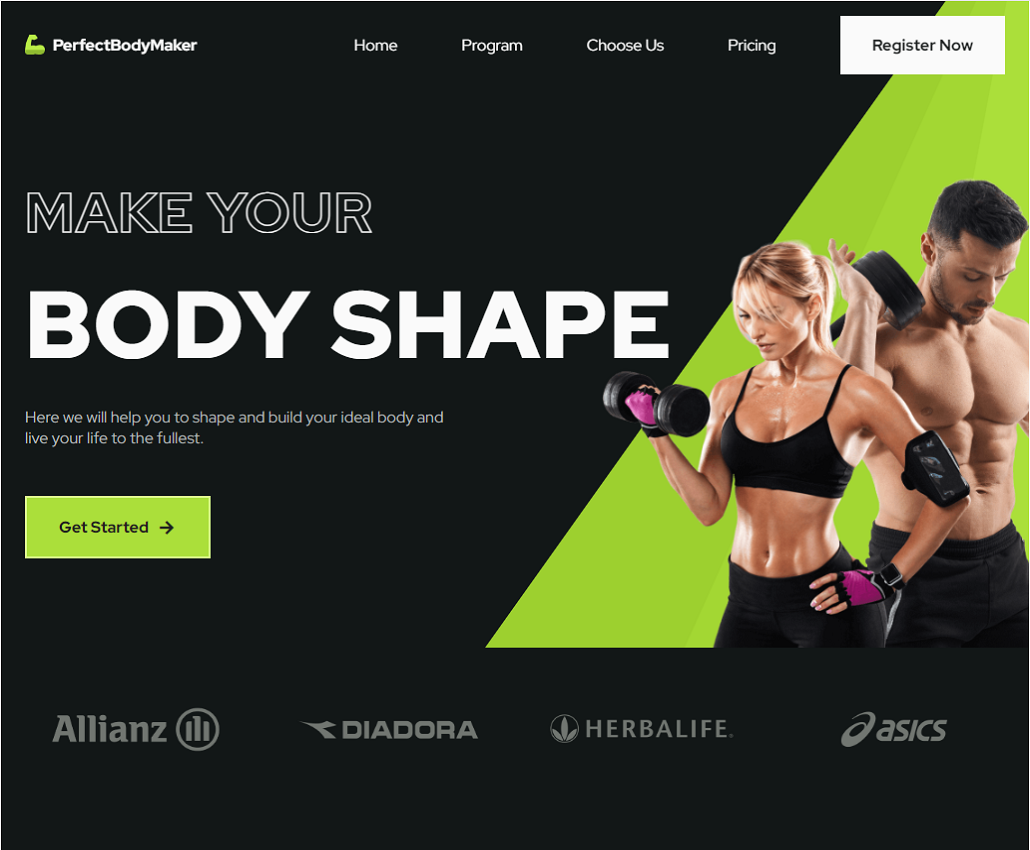 PerfectBodyMaker
Home
Program
Choose Us
Pricing
Register Now
MAKE YOUR
BODY SHAPE
Here we will help you to shape and build your ideal body and
live your life to the fullest.
Get Started
Allianz
DIADORA
HERBALIFE
asics